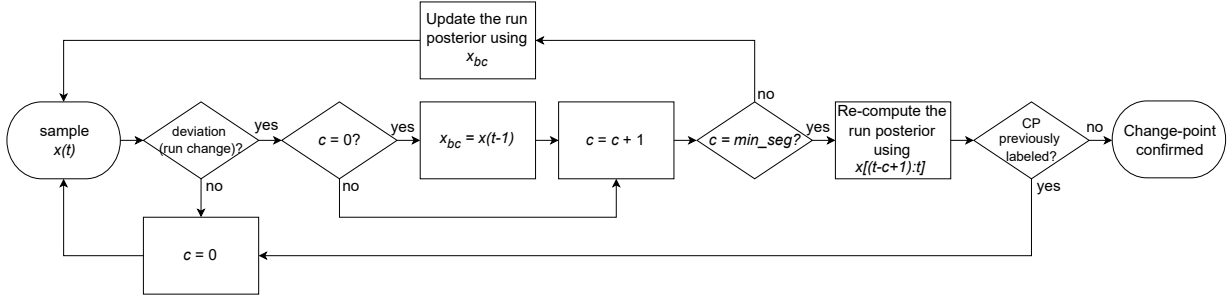 Update the run
posterior using
x_bc
sample
x(t)
deviation
(run change)?
yes
no
c = 0?
yes
no
x_bc = x(t-1)
c = c + 1
c = min_seg?
no
yes
Re-compute the
run posterior
using
x[(t-c+1):t]
CP
previously
labeled?
no
yes
Change-point
confirmed
c = 0